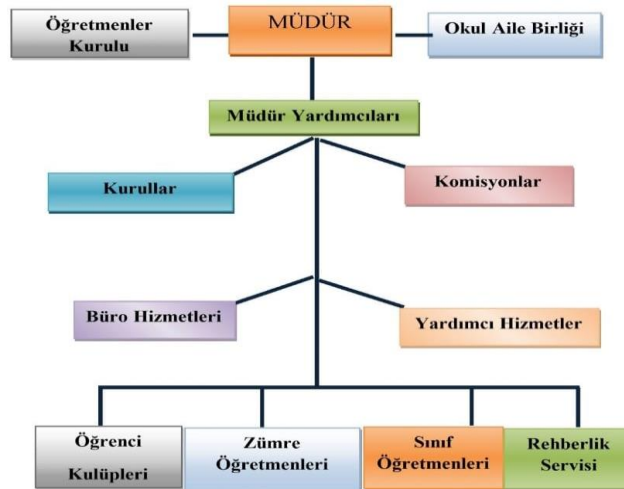 Öğretmenler
Kurulu
MÜDÜR
Okul Aile Birliği
Müdür Yardımcıları
Kurullar
Komisyonlar
Büro Hizmetleri
Yardımcı Hizmetler
Öğrenci
Kulüpleri
Zümre
Öğretmenleri
Sınıf
Öğretmenleri
Rehberlik
Servisi